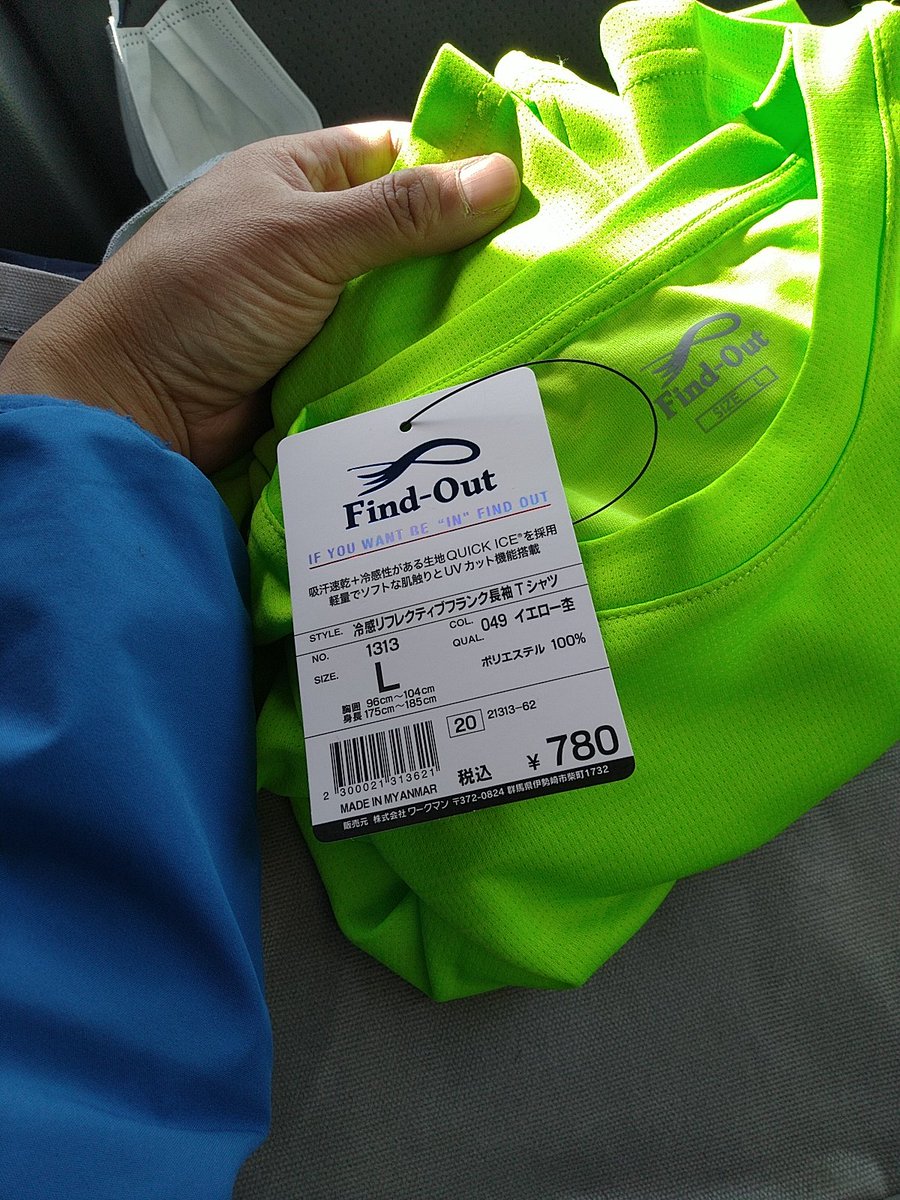 Find-Out
SIZE L
Find-Out
IF YOU WANT BE "IN" FIND OUT
吸汗速乾+冷感性がある生地QUICK ICE®を採用
軽量でソフトな肌触りとUVカット機能搭載
STYLE. 冷感リフレクティブフランク長袖Tシャツ
NO. 1313 COL. 049 イエロー杢
SIZE. L QUAL. ポリエステル 100%
胸囲 96cm～104cm
身長 175cm～185cm
20 21313-62
2 300021 313621 税込 ¥780
MADE IN MYANMAR
販売元 株式会社 ワークマン 〒372-0824 群馬県伊勢崎市柴町1732